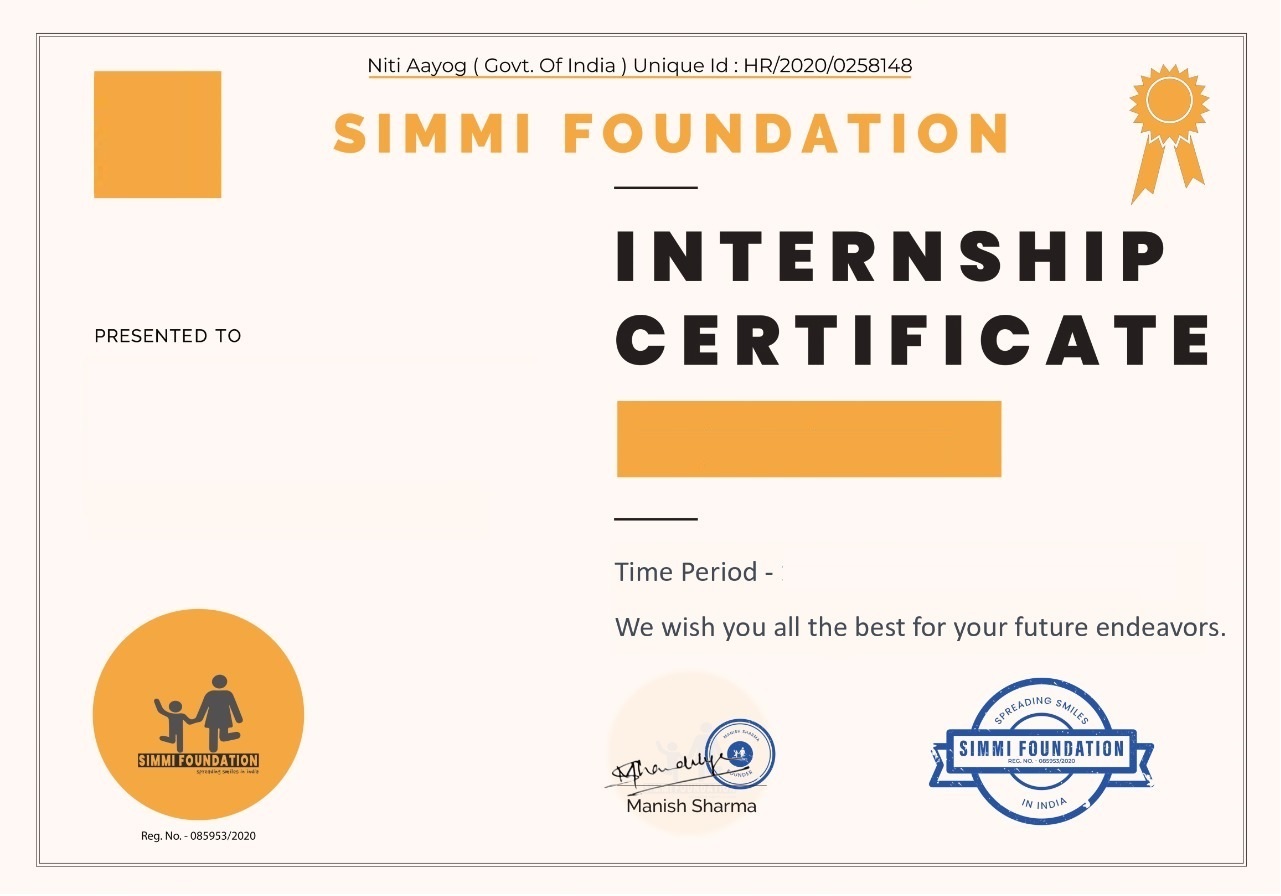 Niti Aayog ( Govt. Of India ) Unique Id : HR/2020/0258148
SIMMI FOUNDATION
INTERNSHIP
CERTIFICATE
PRESENTED TO
Time Period -
We wish you all the best for your future endeavors.
SIMMI FOUNDATION
spreading smiles in india
Reg. No. - 085953/2020
MANISH SHARMA
FOUNDER
Manish Sharma
SPREADING SMILES
SIMMI FOUNDATION
REG. NO. - 085953/2020
IN INDIA